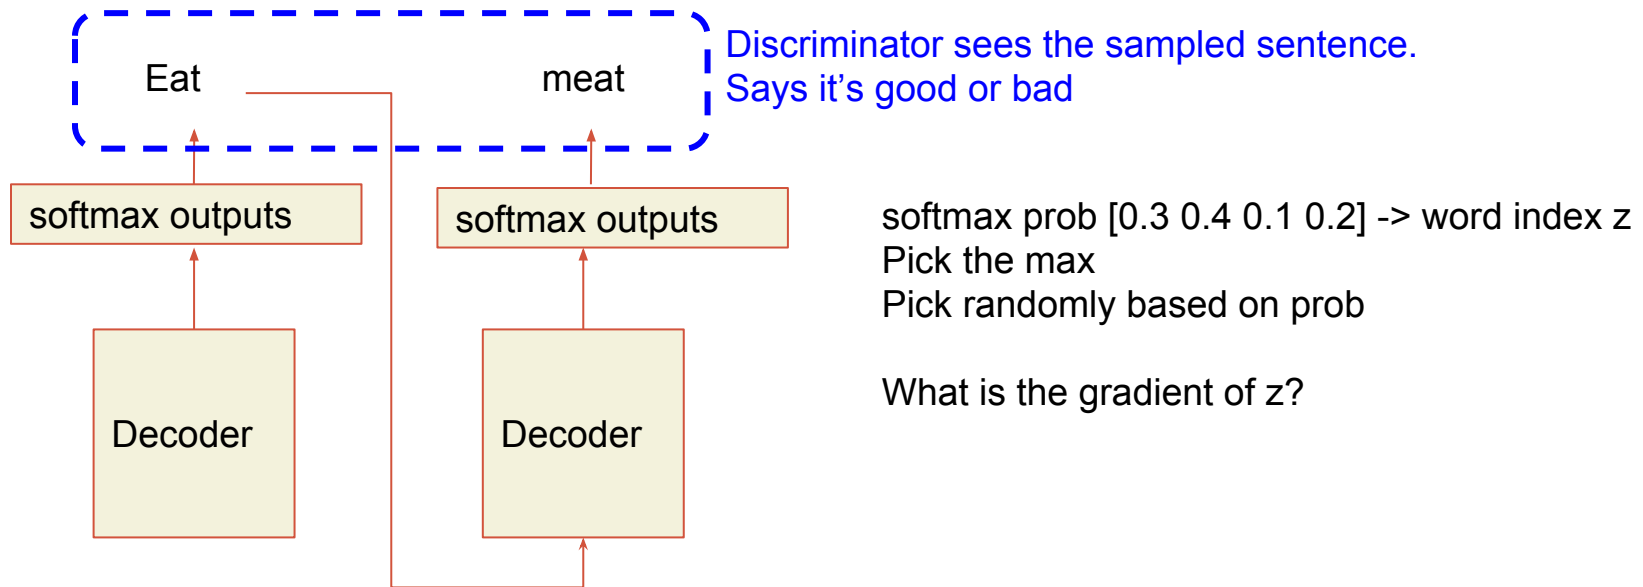 Eat
meat
Discriminator sees the sampled sentence.
Says it's good or bad
softmax outputs
softmax outputs
softmax prob [0.3 0.4 0.1 0.2] -> word index z
Pick the max
Pick randomly based on prob
What is the gradient of z?
Decoder
Decoder